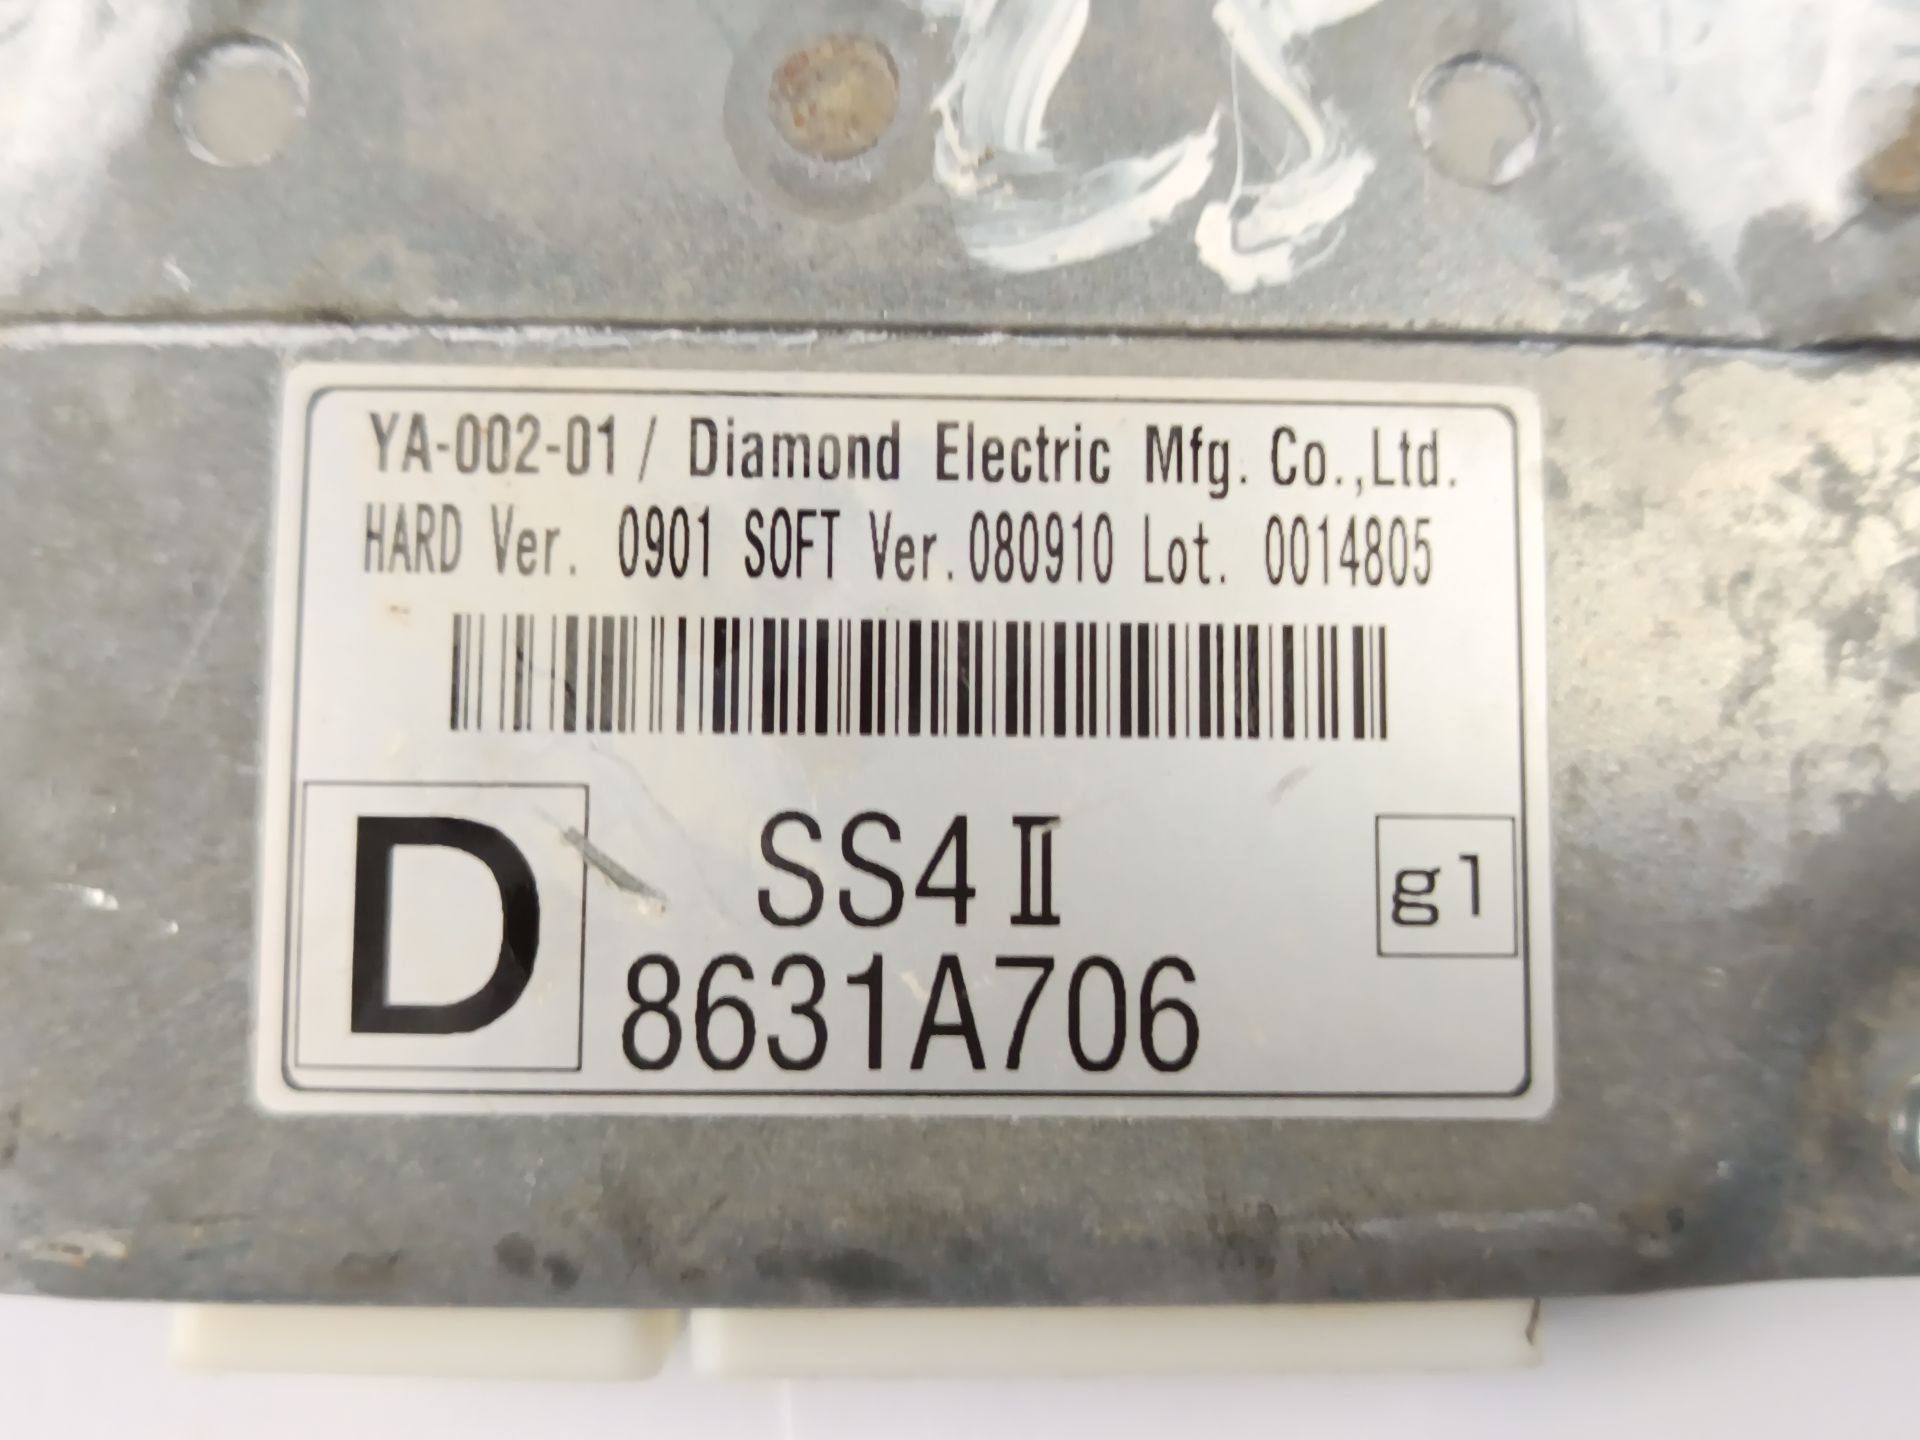 YA-002-01 / Diamond Electric Mfg. Co.,Ltd.
HARD Ver. 0901 SOFT Ver. 080910 Lot. 0014805
D
SS4Ⅱ
g1
8631A706